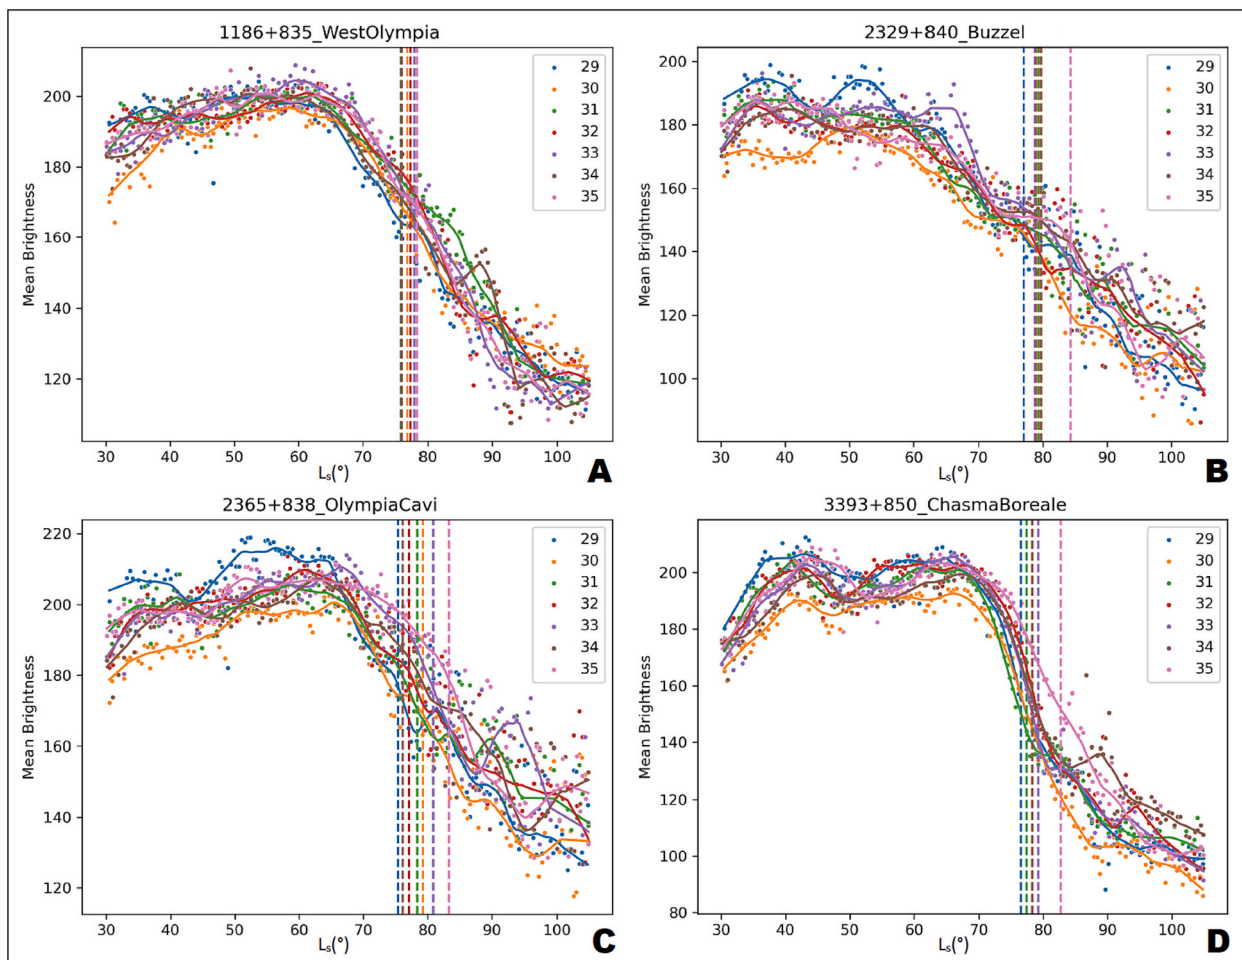 1186+835_WestOlympia
Mean Brightness
200
180
160
140
120
30 40 50 60 70 80 90 100
Ls(°)
29
30
31
32
33
34
35
A
2329+840_Buzzel
Mean Brightness
200
180
160
140
120
100
30 40 50 60 70 80 90 100
Ls(°)
29
30
31
32
33
34
35
B
2365+838_OlympiaCavi
Mean Brightness
220
200
180
160
140
120
30 40 50 60 70 80 90 100
Ls(°)
29
30
31
32
33
34
35
C
3393+850_ChasmaBoreale
Mean Brightness
200
180
160
140
120
100
80
30 40 50 60 70 80 90 100
Ls(°)
29
30
31
32
33
34
35
D